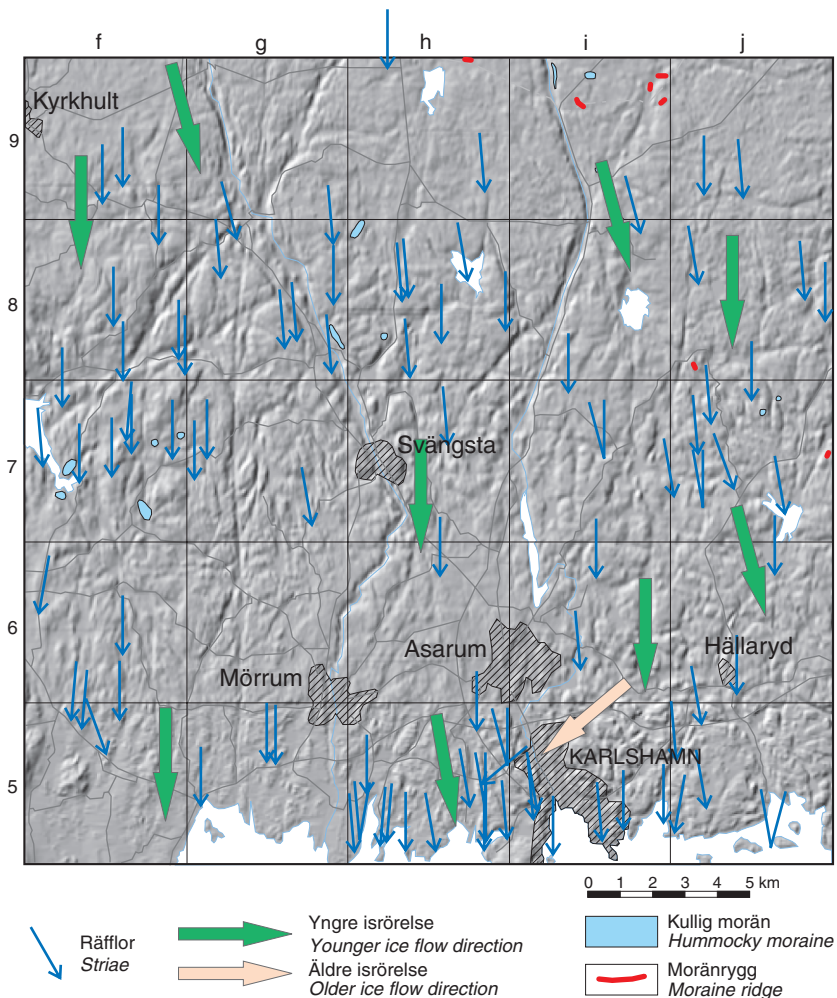 f g h i j
Kyrkhult
9
8
Svängsta
7
6
Asarum
Hällaryd
Mörrum
KARLSHAMN
5
0 1 2 3 4 5 km
Räfflor
Striae
Yngre isrörelse
Younger ice flow direction
Äldre isrörelse
Older ice flow direction
Kullig morän
Hummocky moraine
Moränrygg
Moraine ridge